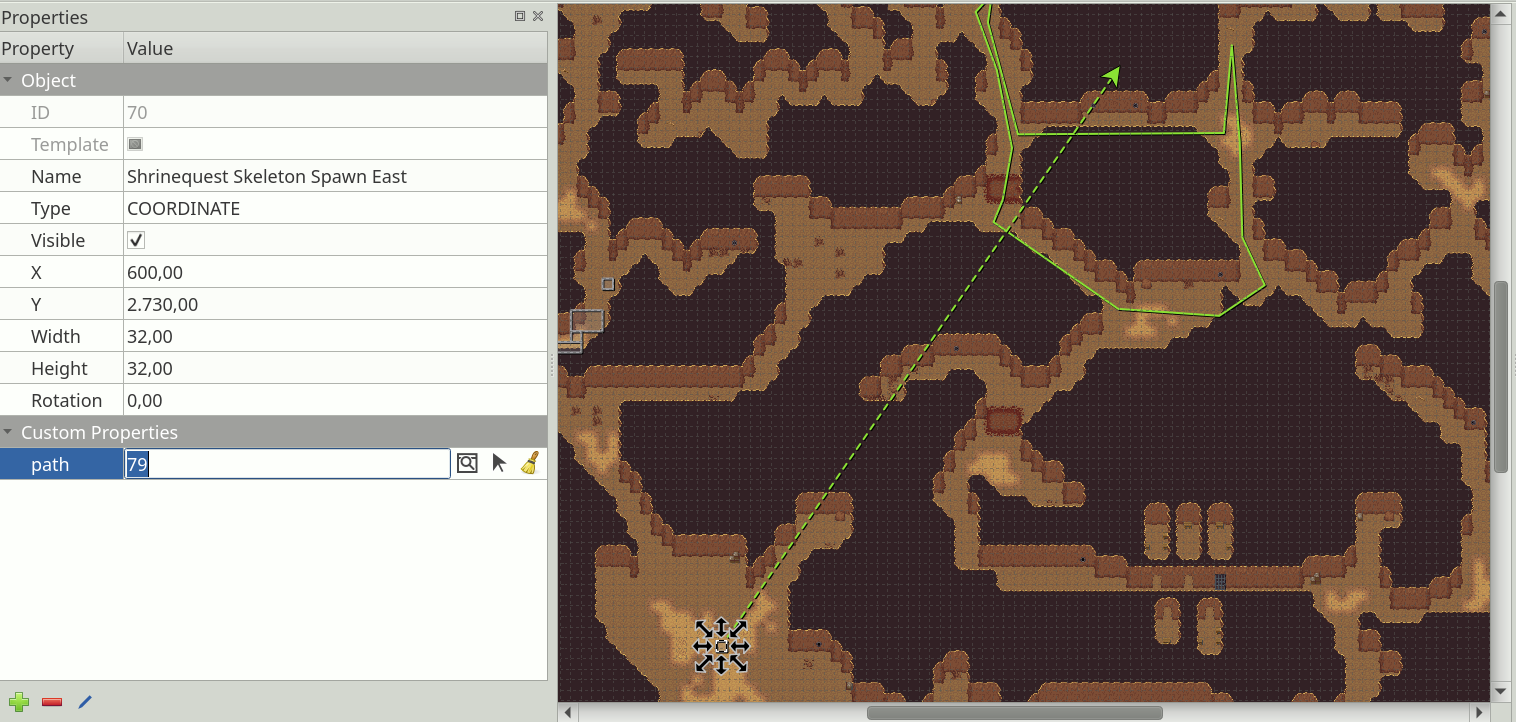 Properties
Property Value
Object
ID 70
Template
Name Shrinequest Skeleton Spawn East
Type COORDINATE
Visible
X 600,00
Y 2.730,00
Width 32,00
Height 32,00
Rotation 0,00
Custom Properties
path 79